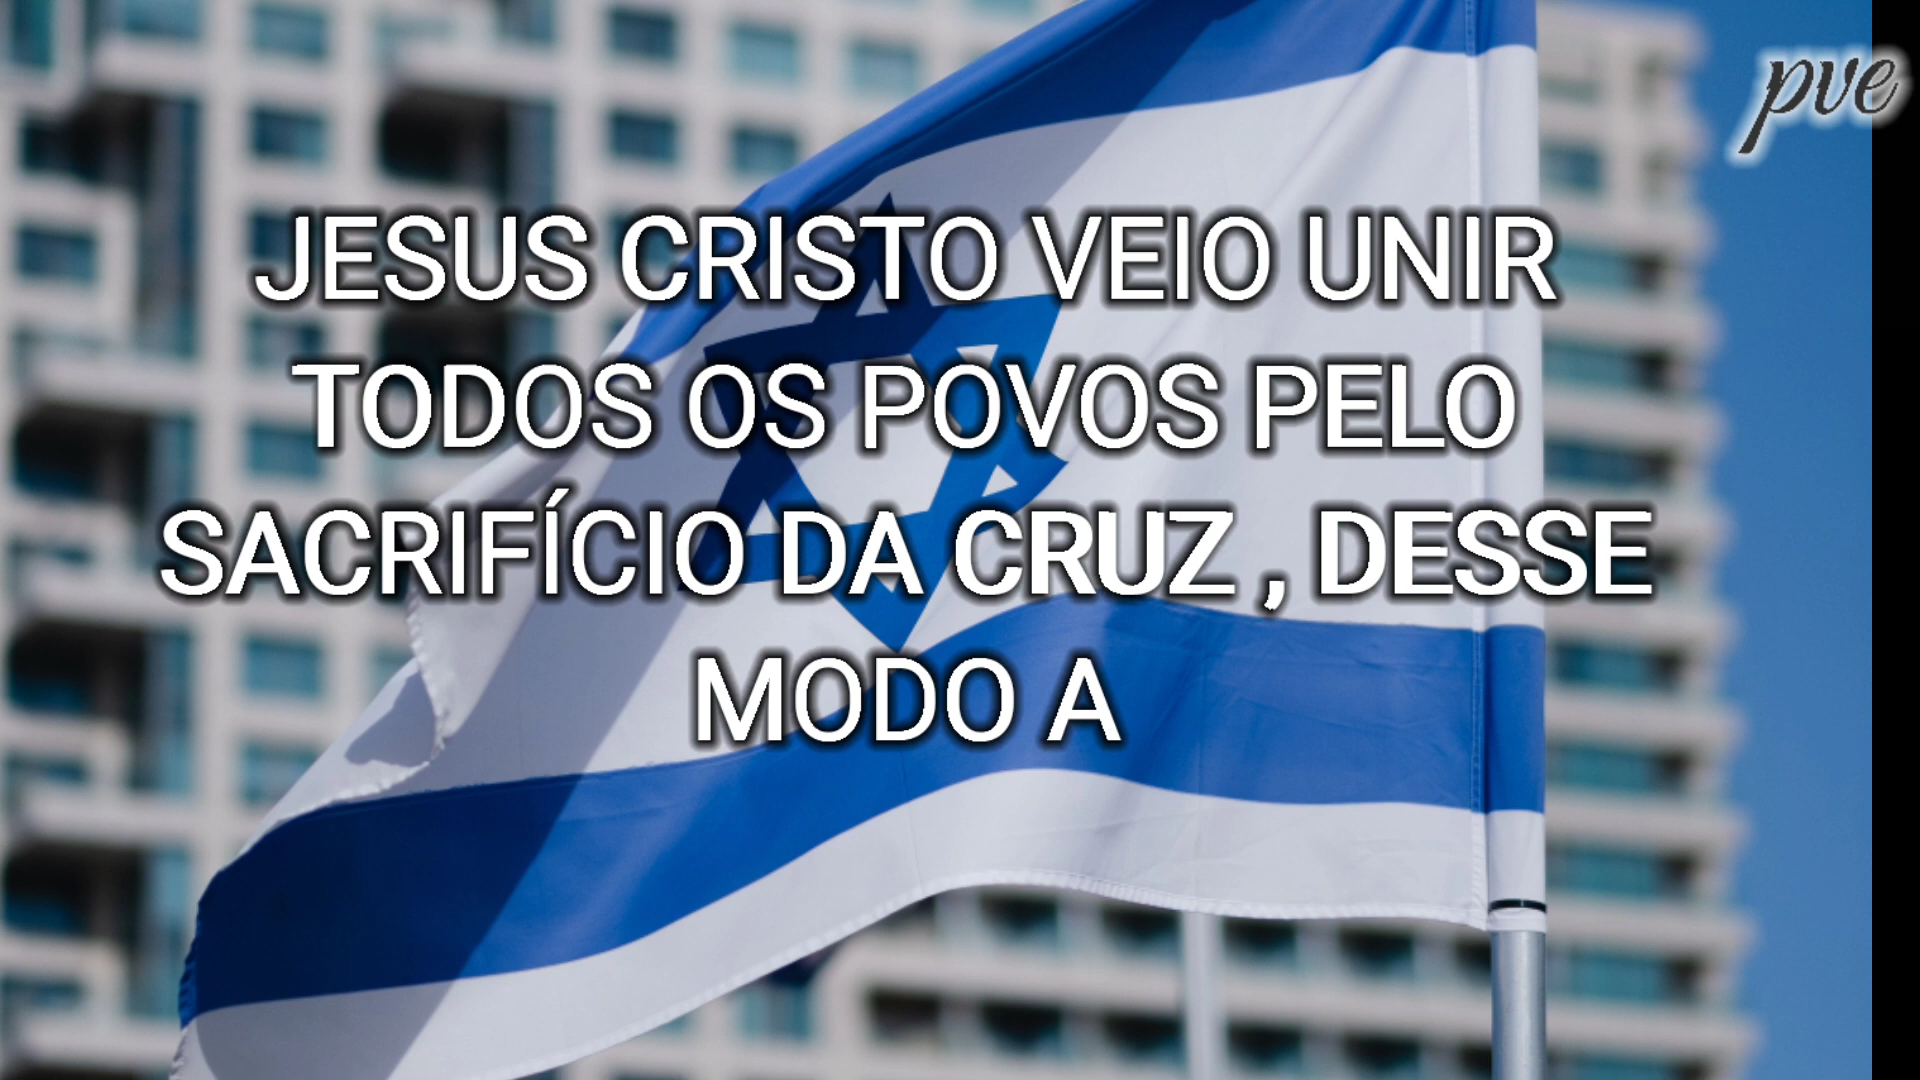 pve
JESUS CRISTO VEIO UNIR
TODOS OS POVOS PELO
SACRIFÍCIO DA CRUZ , DESSE
MODO A